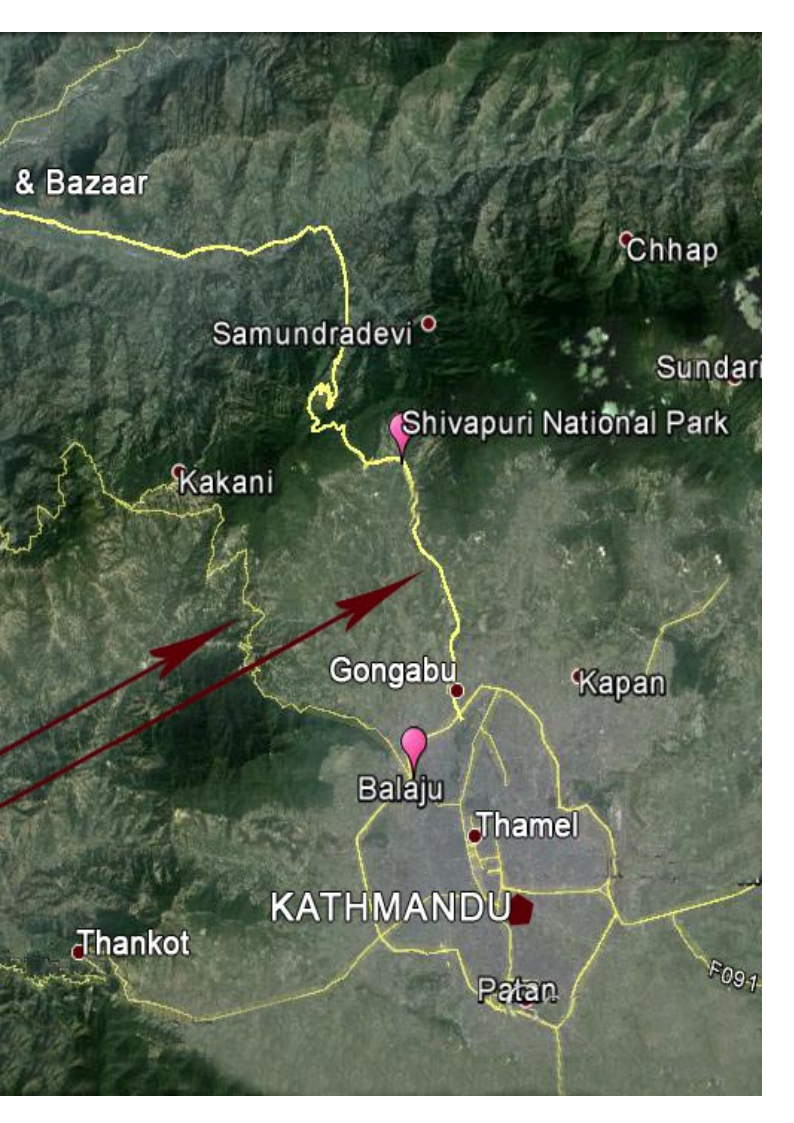 & Bazaar
Chhap
Samundradevi
Sundari
Shivapuri National Park
Kakani
Gongabu
Kapan
Balaju
Thamel
KATHMANDU
Thankot
F091
Patan